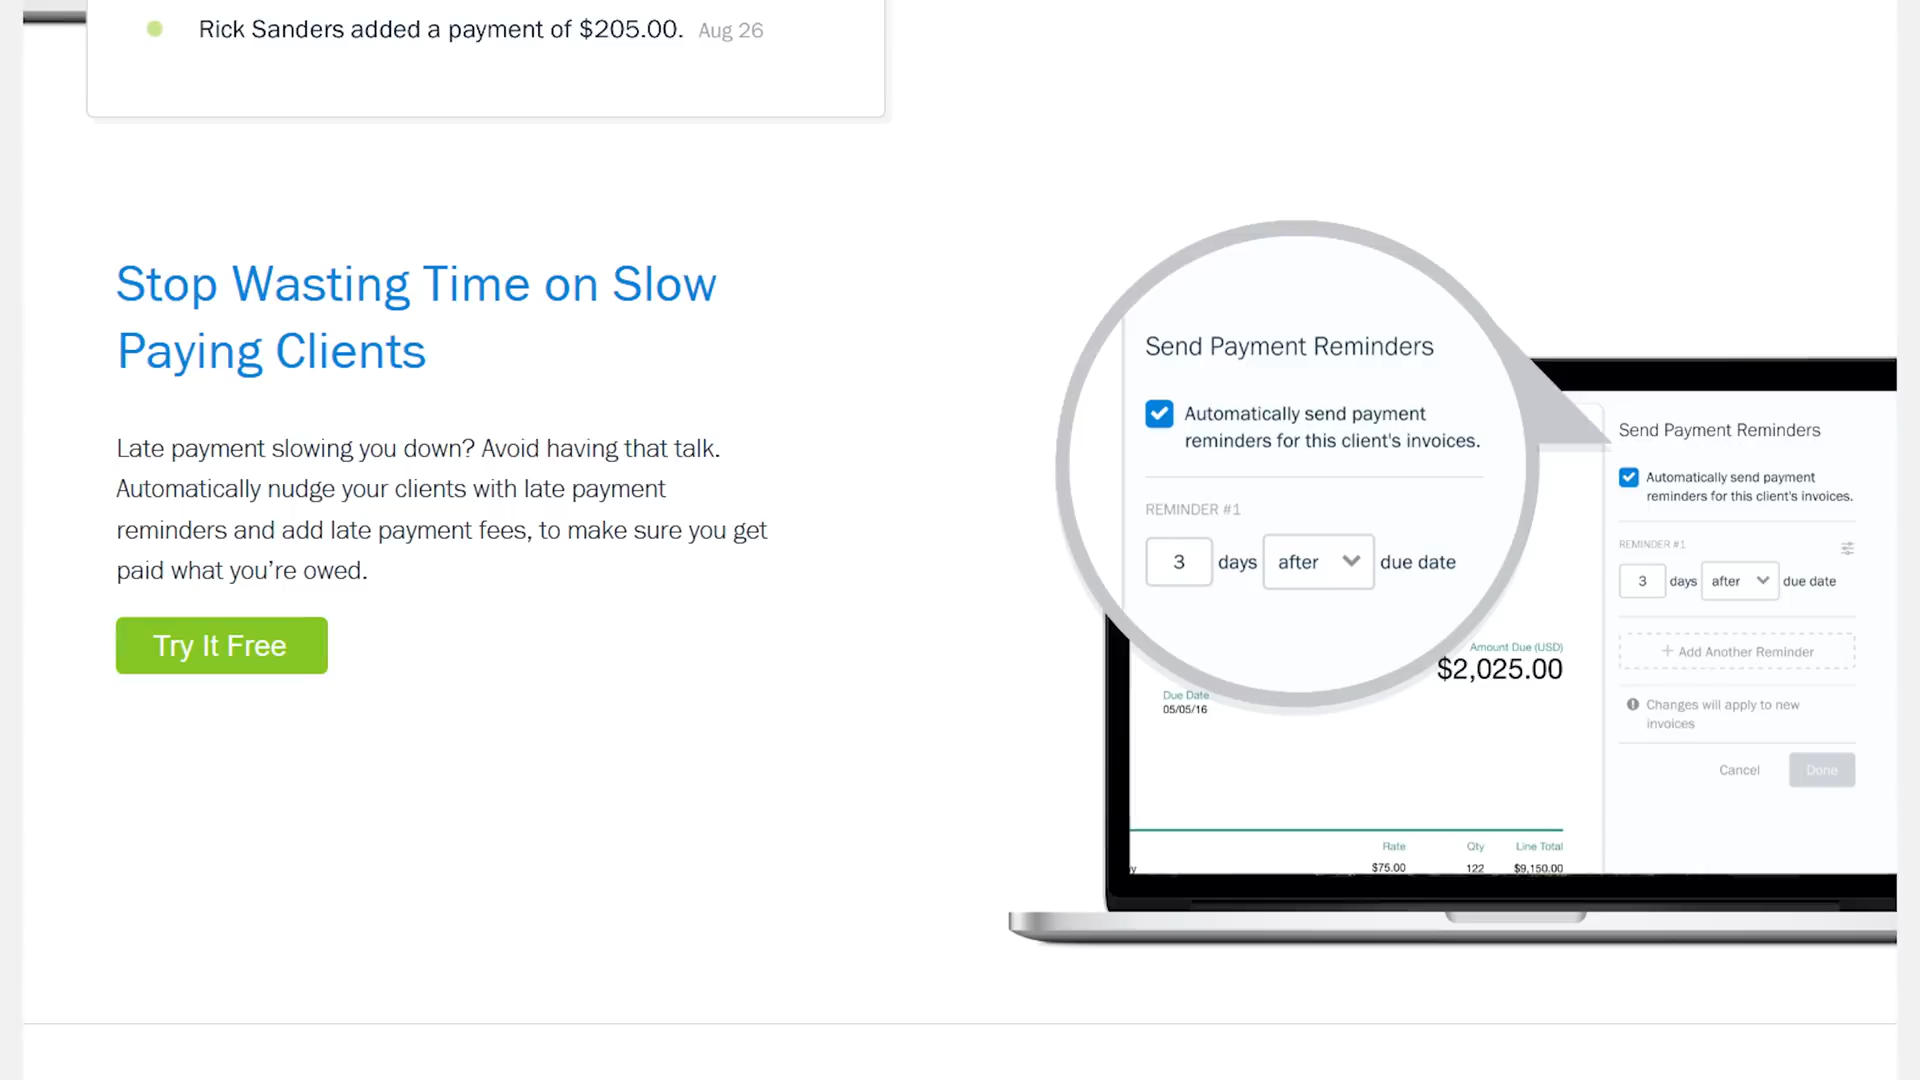 Rick Sanders added a payment of $205.00. Aug 26
Stop Wasting Time on Slow
Paying Clients
Late payment slowing you down? Avoid having that talk.
Automatically nudge your clients with late payment
reminders and add late payment fees, to make sure you get
paid what you’re owed.
Try It Free
Send Payment Reminders
Automatically send payment
reminders for this client's invoices.
REMINDER #1
3 days after due date
Amount Due (USD)
$2,025.00
Due Date
05/05/16
Rate Qty Line Total
$75.00 122 $9,150.00
Send Payment Reminders
Automatically send payment
reminders for this client's invoices.
REMINDER #1
3 days after due date
+ Add Another Reminder
Changes will apply to new
invoices
Cancel Done